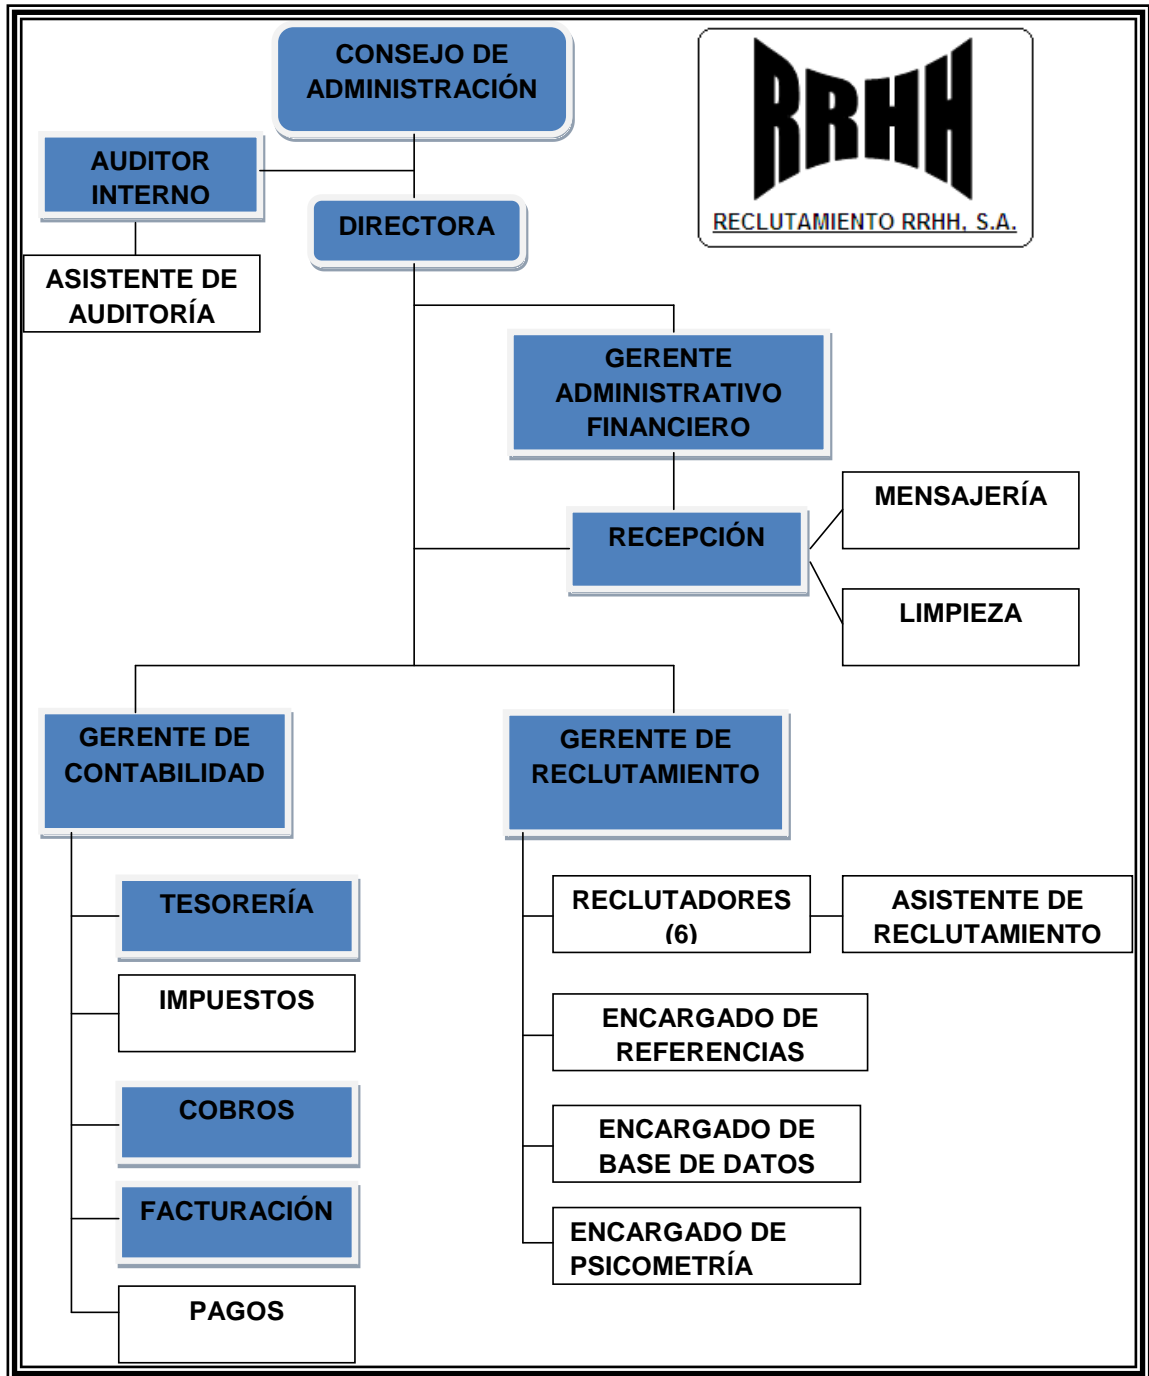 CONSEJO DE
ADMINISTRACIÓN
RRHH
RECLUTAMIENTO RRHH, S.A.
AUDITOR
INTERNO
DIRECTORA
ASISTENTE DE
AUDITORÍA
GERENTE
ADMINISTRATIVO
FINANCIERO
RECEPCIÓN
MENSAJERÍA
LIMPIEZA
GERENTE DE
CONTABILIDAD
GERENTE DE
RECLUTAMIENTO
TESORERÍA
IMPUESTOS
COBROS
FACTURACIÓN
PAGOS
RECLUTADORES
(6)
ASISTENTE DE
RECLUTAMIENTO
ENCARGADO DE
REFERENCIAS
ENCARGADO DE
BASE DE DATOS
ENCARGADO DE
PSICOMETRÍA